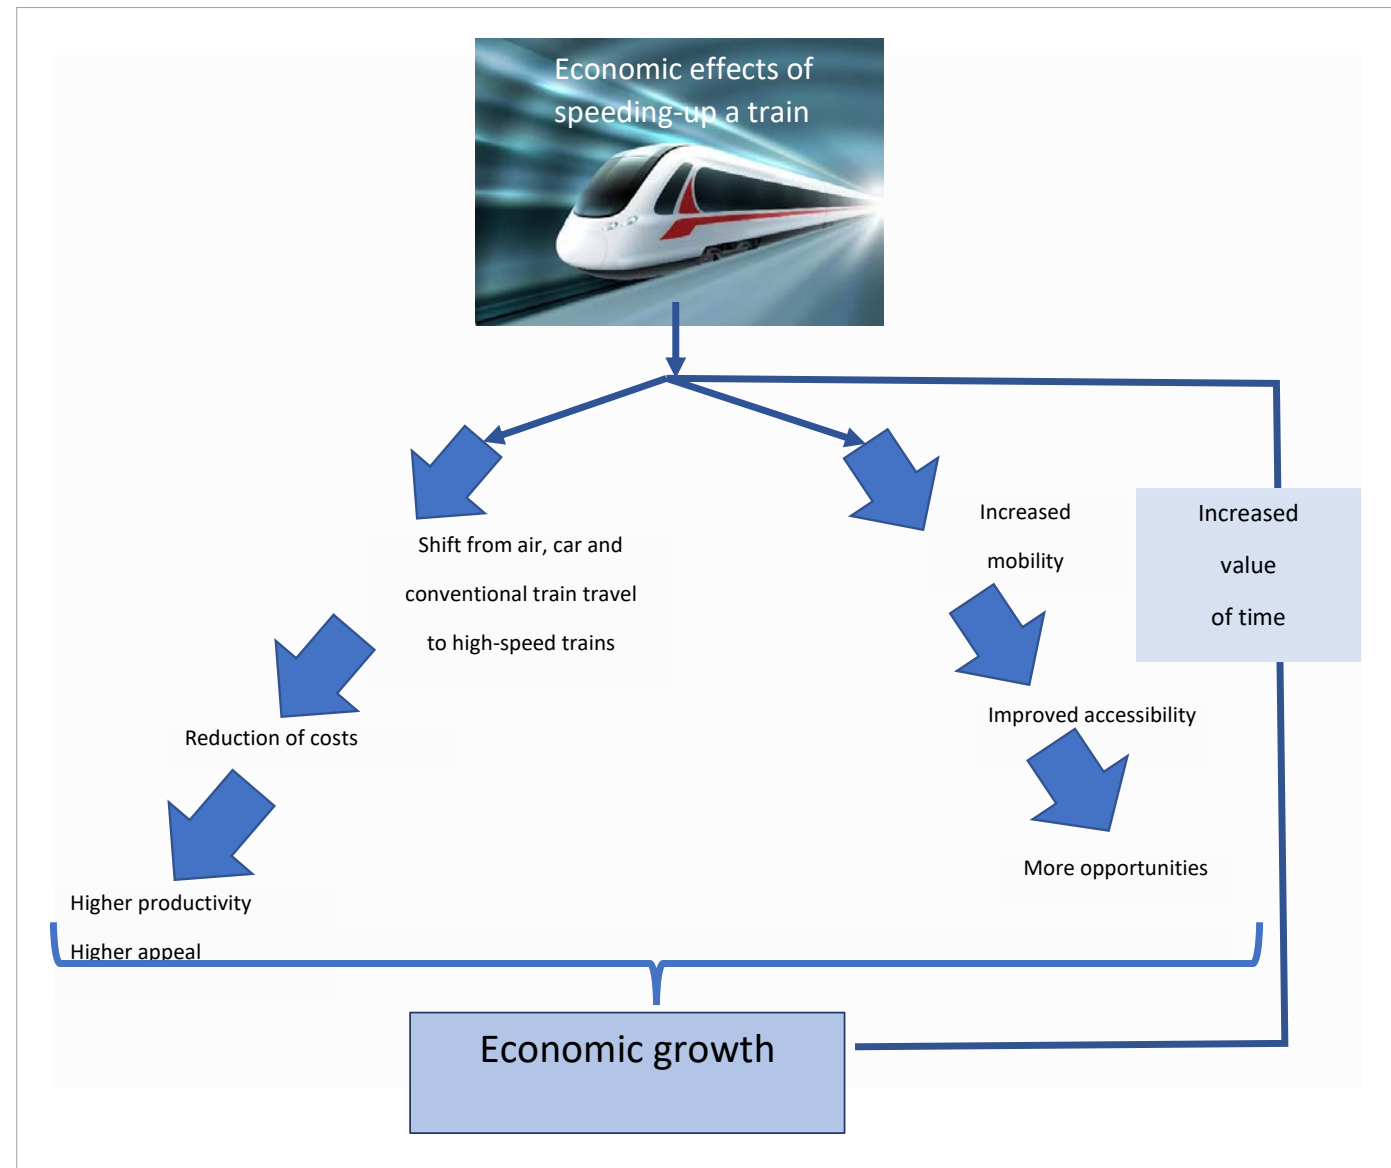 Economic effects of
speeding-up a train
Shift from air, car and
conventional train travel
to high-speed trains
Reduction of costs
Higher productivity
Higher appeal
Increased
mobility
Improved accessibility
More opportunities
Increased
value
of time
Economic growth